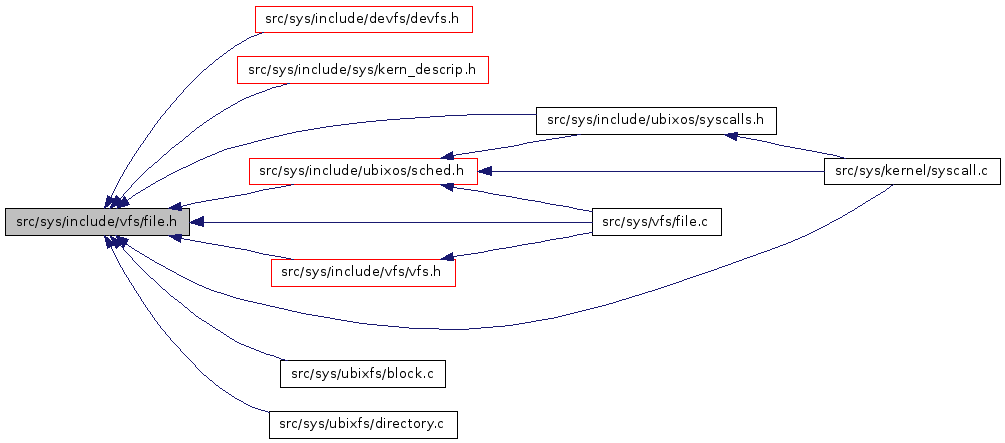 src/sys/include/devfs/devfs.h
src/sys/include/sys/kern_descrip.h
src/sys/include/ubixos/syscalls.h
src/sys/include/ubixos/sched.h
src/sys/kernel/syscall.c
src/sys/include/vfs/file.h
src/sys/vfs/file.c
src/sys/include/vfs/vfs.h
src/sys/ubixfs/block.c
src/sys/ubixfs/directory.c